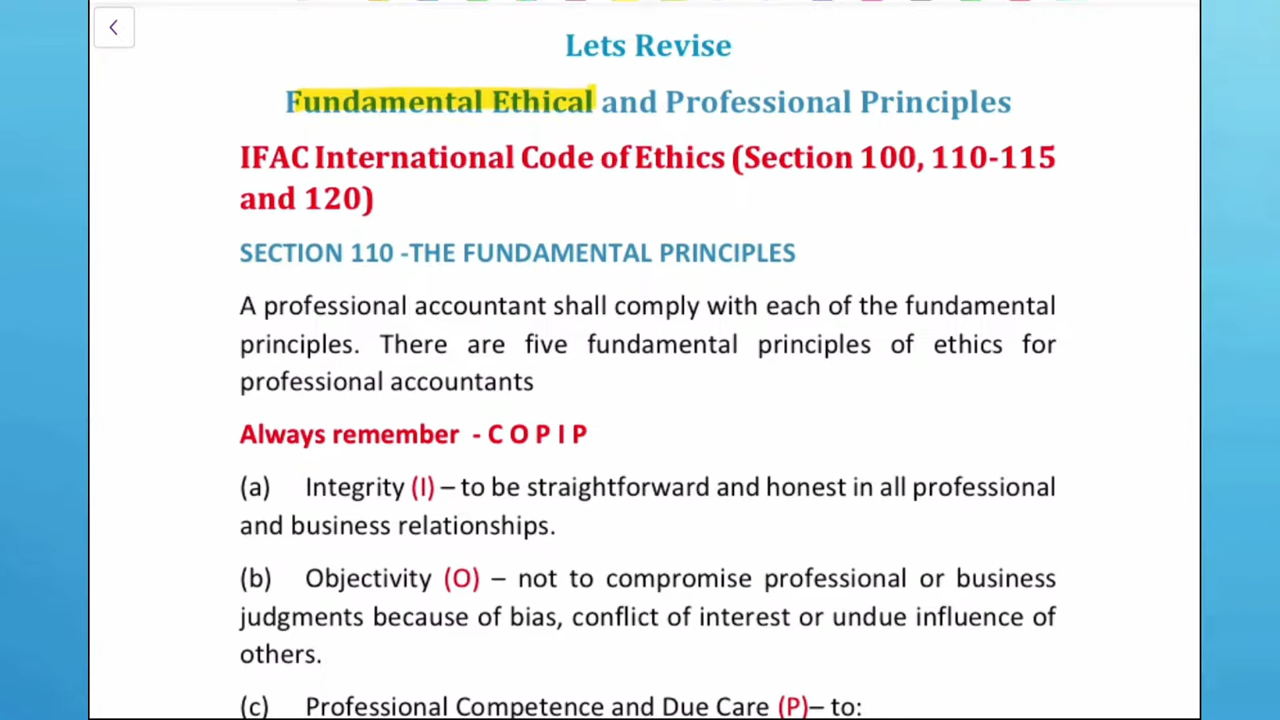 Lets Revise
Fundamental Ethical and Professional Principles
IFAC International Code of Ethics (Section 100, 110-115
and 120)
SECTION 110 -THE FUNDAMENTAL PRINCIPLES
A professional accountant shall comply with each of the fundamental
principles. There are five fundamental principles of ethics for
professional accountants
Always remember - C O P I P
(a) Integrity (I) – to be straightforward and honest in all professional
and business relationships.
(b) Objectivity (O) – not to compromise professional or business
judgments because of bias, conflict of interest or undue influence of
others.
(c) Professional Competence and Due Care (P)– to: